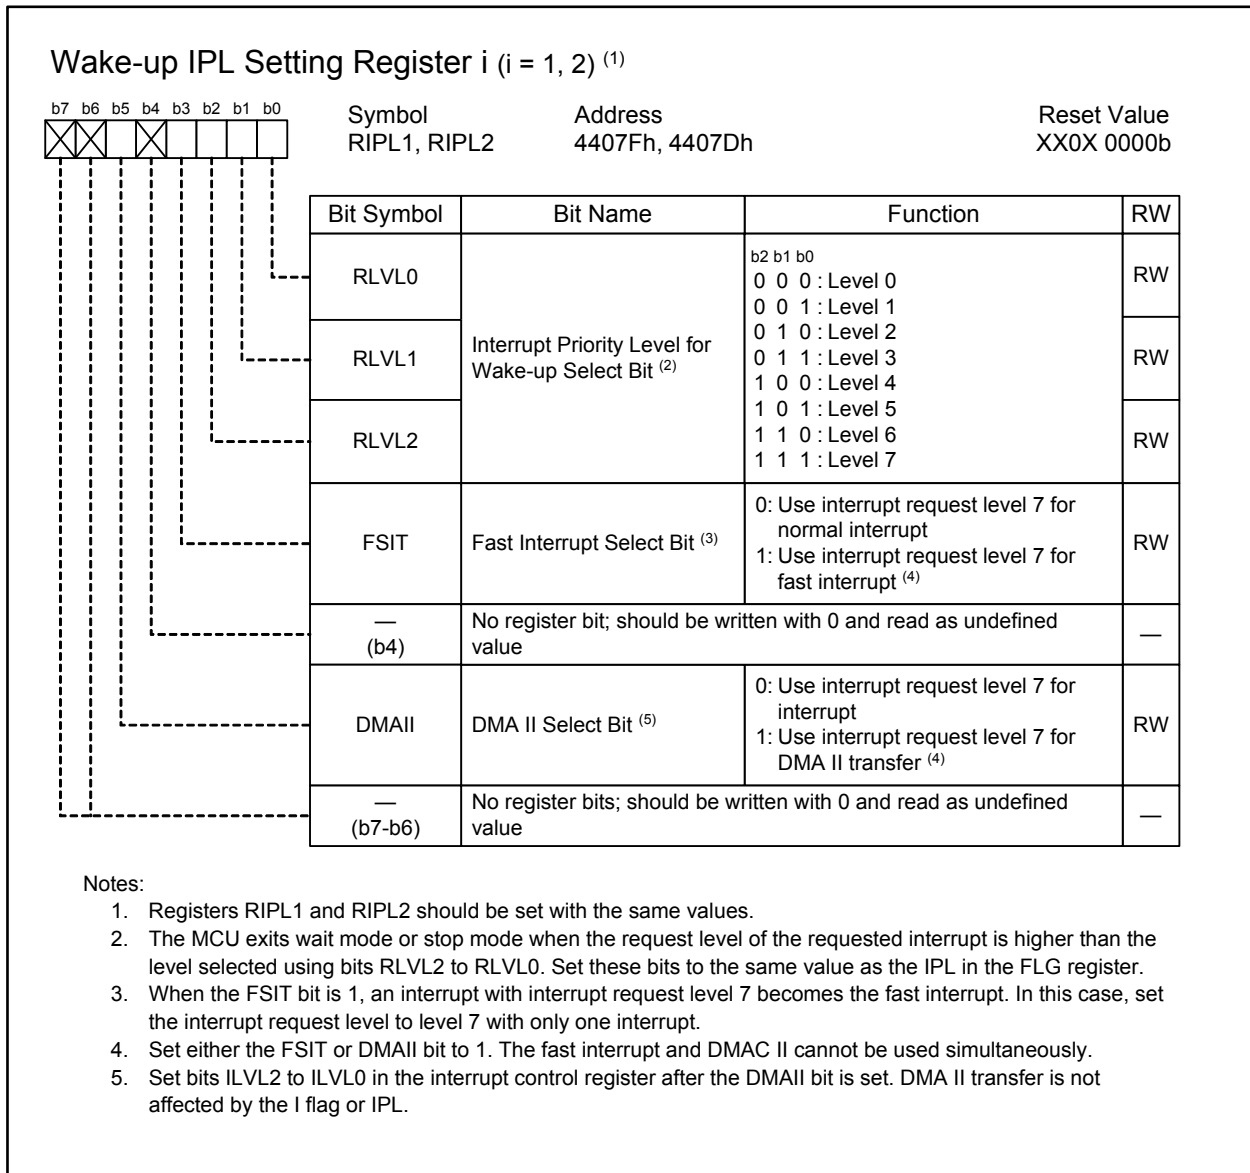 Wake-up IPL Setting Register i (i = 1, 2) (1)
b7 b6 b5 b4 b3 b2 b1 b0
Symbol Address Reset Value
RIPL1, RIPL2 4407Fh, 4407Dh XX0X 0000b
Bit Symbol Bit Name Function RW
RLVL0
RLVL1
RLVL2
Interrupt Priority Level for
Wake-up Select Bit (2)
b2 b1 b0
0 0 0 : Level 0
0 0 1 : Level 1
0 1 0 : Level 2
0 1 1 : Level 3
1 0 0 : Level 4
1 0 1 : Level 5
1 1 0 : Level 6
1 1 1 : Level 7
RW
RW
RW
FSIT
Fast Interrupt Select Bit (3)
0: Use interrupt request level 7 for
normal interrupt
1: Use interrupt request level 7 for
fast interrupt (4)
RW
—
(b4)
No register bit; should be written with 0 and read as undefined
value
—
DMAII
DMA II Select Bit (5)
0: Use interrupt request level 7 for
interrupt
1: Use interrupt request level 7 for
DMA II transfer (4)
RW
—
(b7-b6)
No register bits; should be written with 0 and read as undefined
value
—
Notes:
1. Registers RIPL1 and RIPL2 should be set with the same values.
2. The MCU exits wait mode or stop mode when the request level of the requested interrupt is higher than the
level selected using bits RLVL2 to RLVL0. Set these bits to the same value as the IPL in the FLG register.
3. When the FSIT bit is 1, an interrupt with interrupt request level 7 becomes the fast interrupt. In this case, set
the interrupt request level to level 7 with only one interrupt.
4. Set either the FSIT or DMAII bit to 1. The fast interrupt and DMAC II cannot be used simultaneously.
5. Set bits ILVL2 to ILVL0 in the interrupt control register after the DMAII bit is set. DMA II transfer is not
affected by the I flag or IPL.